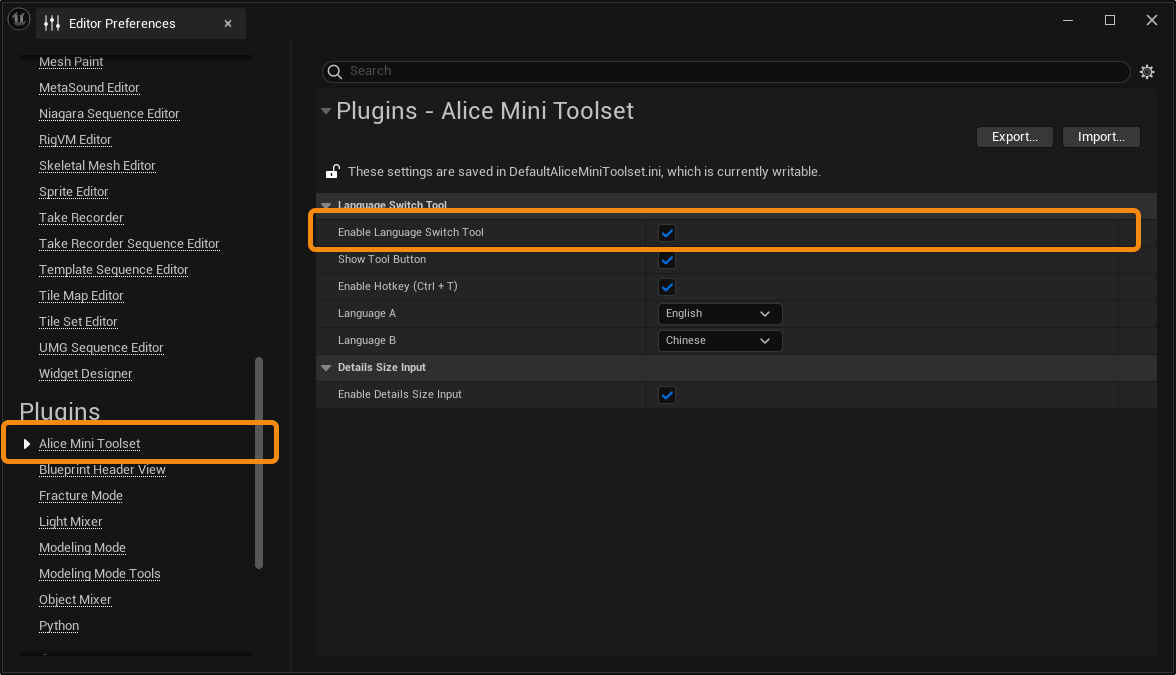 Editor Preferences
Mesh Paint
MetaSound Editor
Niagara Sequence Editor
RigVM Editor
Skeletal Mesh Editor
Sprite Editor
Take Recorder
Take Recorder Sequence Editor
Template Sequence Editor
Tile Map Editor
Tile Set Editor
UMG Sequence Editor
Widget Designer
Plugins
Alice Mini Toolset
Blueprint Header View
Fracture Mode
Light Mixer
Modeling Mode
Modeling Mode Tools
Object Mixer
Python
Search
Plugins - Alice Mini Toolset
Export... Import...
These settings are saved in DefaultAliceMiniToolset.ini, which is currently writable.
Language Switch Tool
Enable Language Switch Tool
Show Tool Button
Enable Hotkey (Ctrl + T)
Language A English
Language B Chinese
Details Size Input
Enable Details Size Input